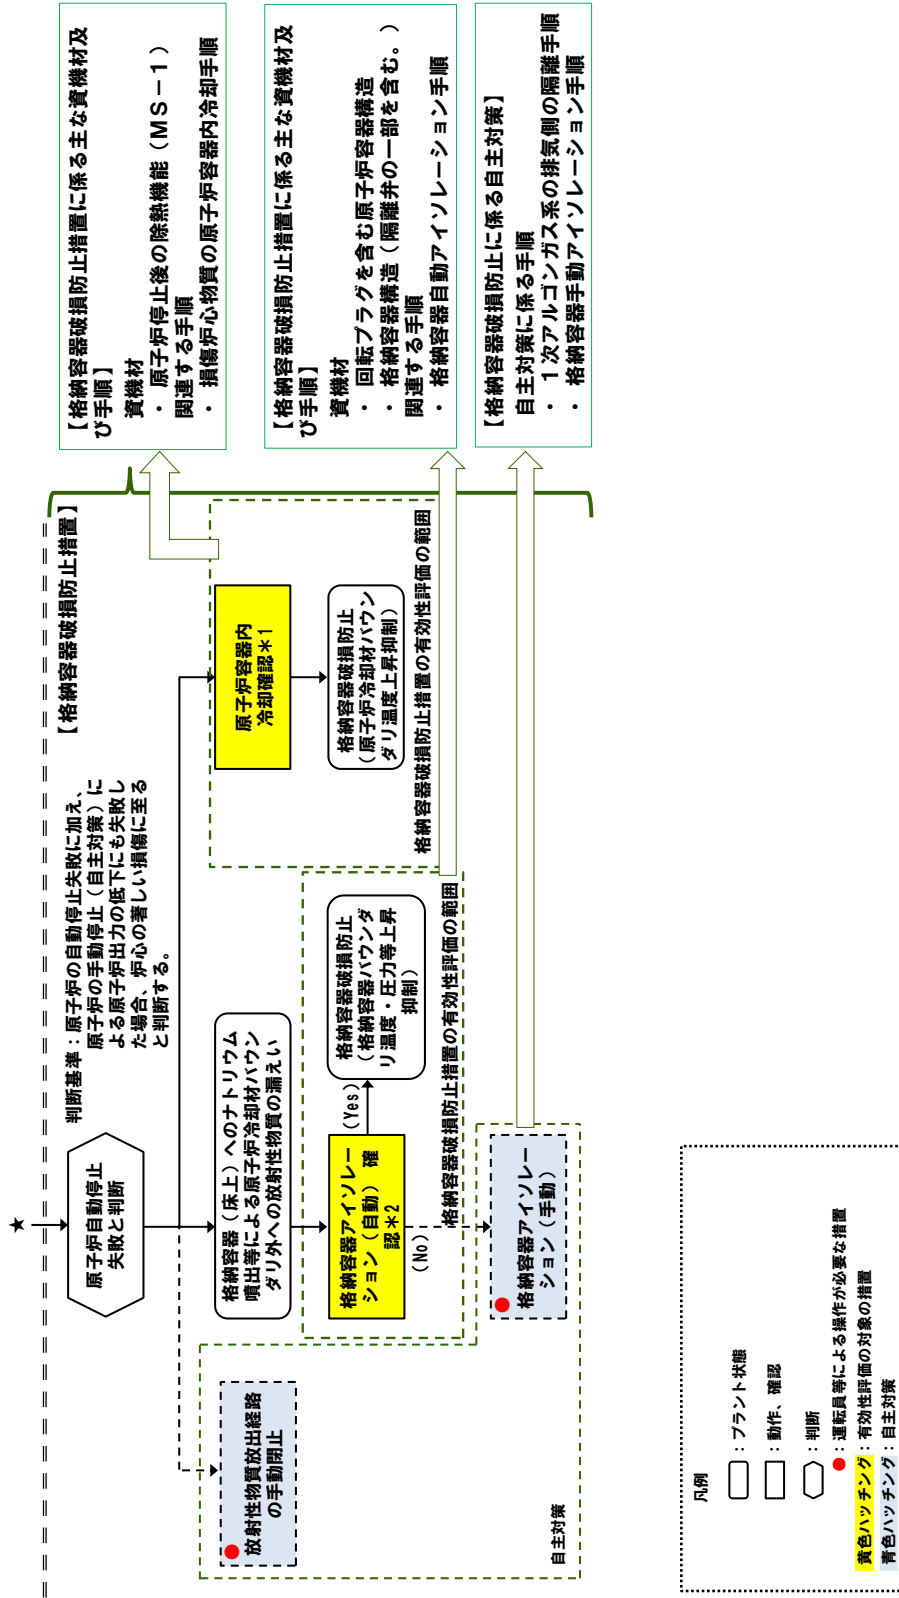 ★
【格納容器破損防止措置】
原子炉自動停止
失敗と判断
判断基準：原子炉の自動停止失敗に加え、
原子炉の手動停止（自主対策）に
よる原子炉出力の低下にも失敗し
た場合、炉心の著しい損傷に至る
と判断する。
放射性物質放出経路
の手動閉止
格納容器（床上）へのナトリウム
噴出等による原子炉冷却材バウン
ダリ外への放射性物質の漏えい
原子炉容器内
冷却確認＊1
格納容器アイソレー
ション（自動） 確
認＊2
(Yes)
(No)
格納容器破損防止
（格納容器バウンダ
リ温度・圧力等上昇
抑制）
格納容器破損防止
（原子炉冷却材バウン
ダリ温度上昇抑制）
格納容器破損防止措置の有効性評価の範囲
格納容器破損防止措置の有効性評価の範囲
格納容器アイソレー
ション（手動）
自主対策
【格納容器破損防止措置に係る主な資機材及
び手順】
資機材
・ 原子炉停止後の除熱機能（ＭＳ－１）
関連する手順
・ 損傷炉心物質の原子炉容器内冷却手順
【格納容器破損防止措置に係る主な資機材及
び手順】
資機材
・ 回転プラグを含む原子炉容器構造
・ 格納容器構造（隔離弁の一部を含む。）
関連する手順
・ 格納容器自動アイソレーション手順
【格納容器破損防止に係る自主対策】
自主対策に係る手順
・ １次アルゴンガス系の排気側の隔離手順
・ 格納容器手動アイソレーション手順
凡例
：プラント状態
：動作、確認
：判断
：運転員等による操作が必要な措置
黄色ハッチング：有効性評価の対象の措置
青色ハッチング：自主対策